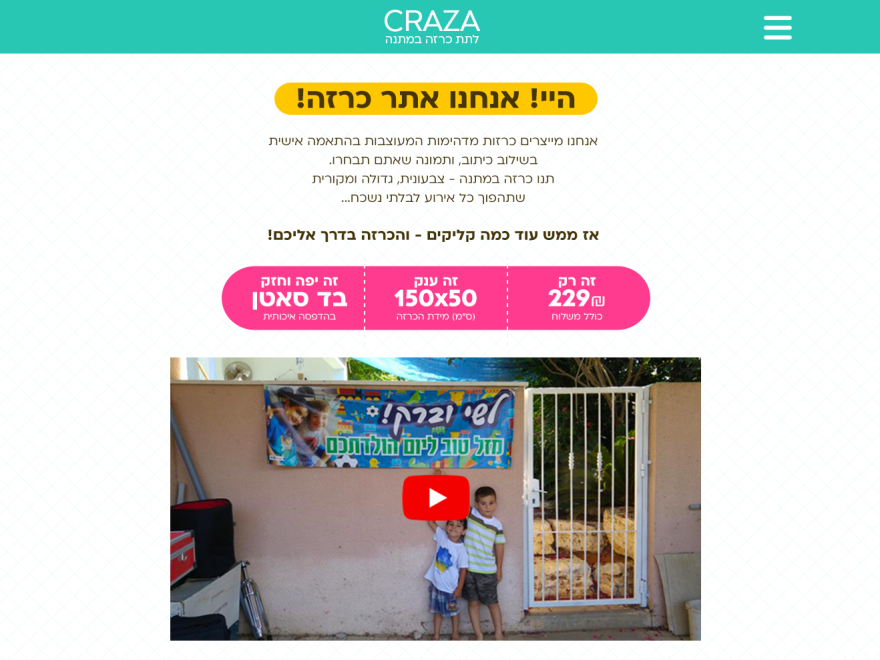 CRAZA
לתת כרזה במתנה
היי! אנחנו אתר כרזה!
אנחנו מייצרים כרזות מדהימות המעוצבות בהתאמה אישית
בשילוב כיתוב, ותמונה שאתם תבחרו.
תנו כרזה במתנה - צבעונית, גדולה ומקורית
שתהפוך כל אירוע לבלתי נשכח...
אז ממש עוד כמה קליקים - והכרזה בדרך אליכם!
זה רק
229₪
כולל משלוח
זה ענק
150x50
(ס"מ) מידת הכרזה
זה יפה וחזק
בד סאטן
בהדפסה איכותית
לשי וברק!
מזל טוב ליום הולדתכם